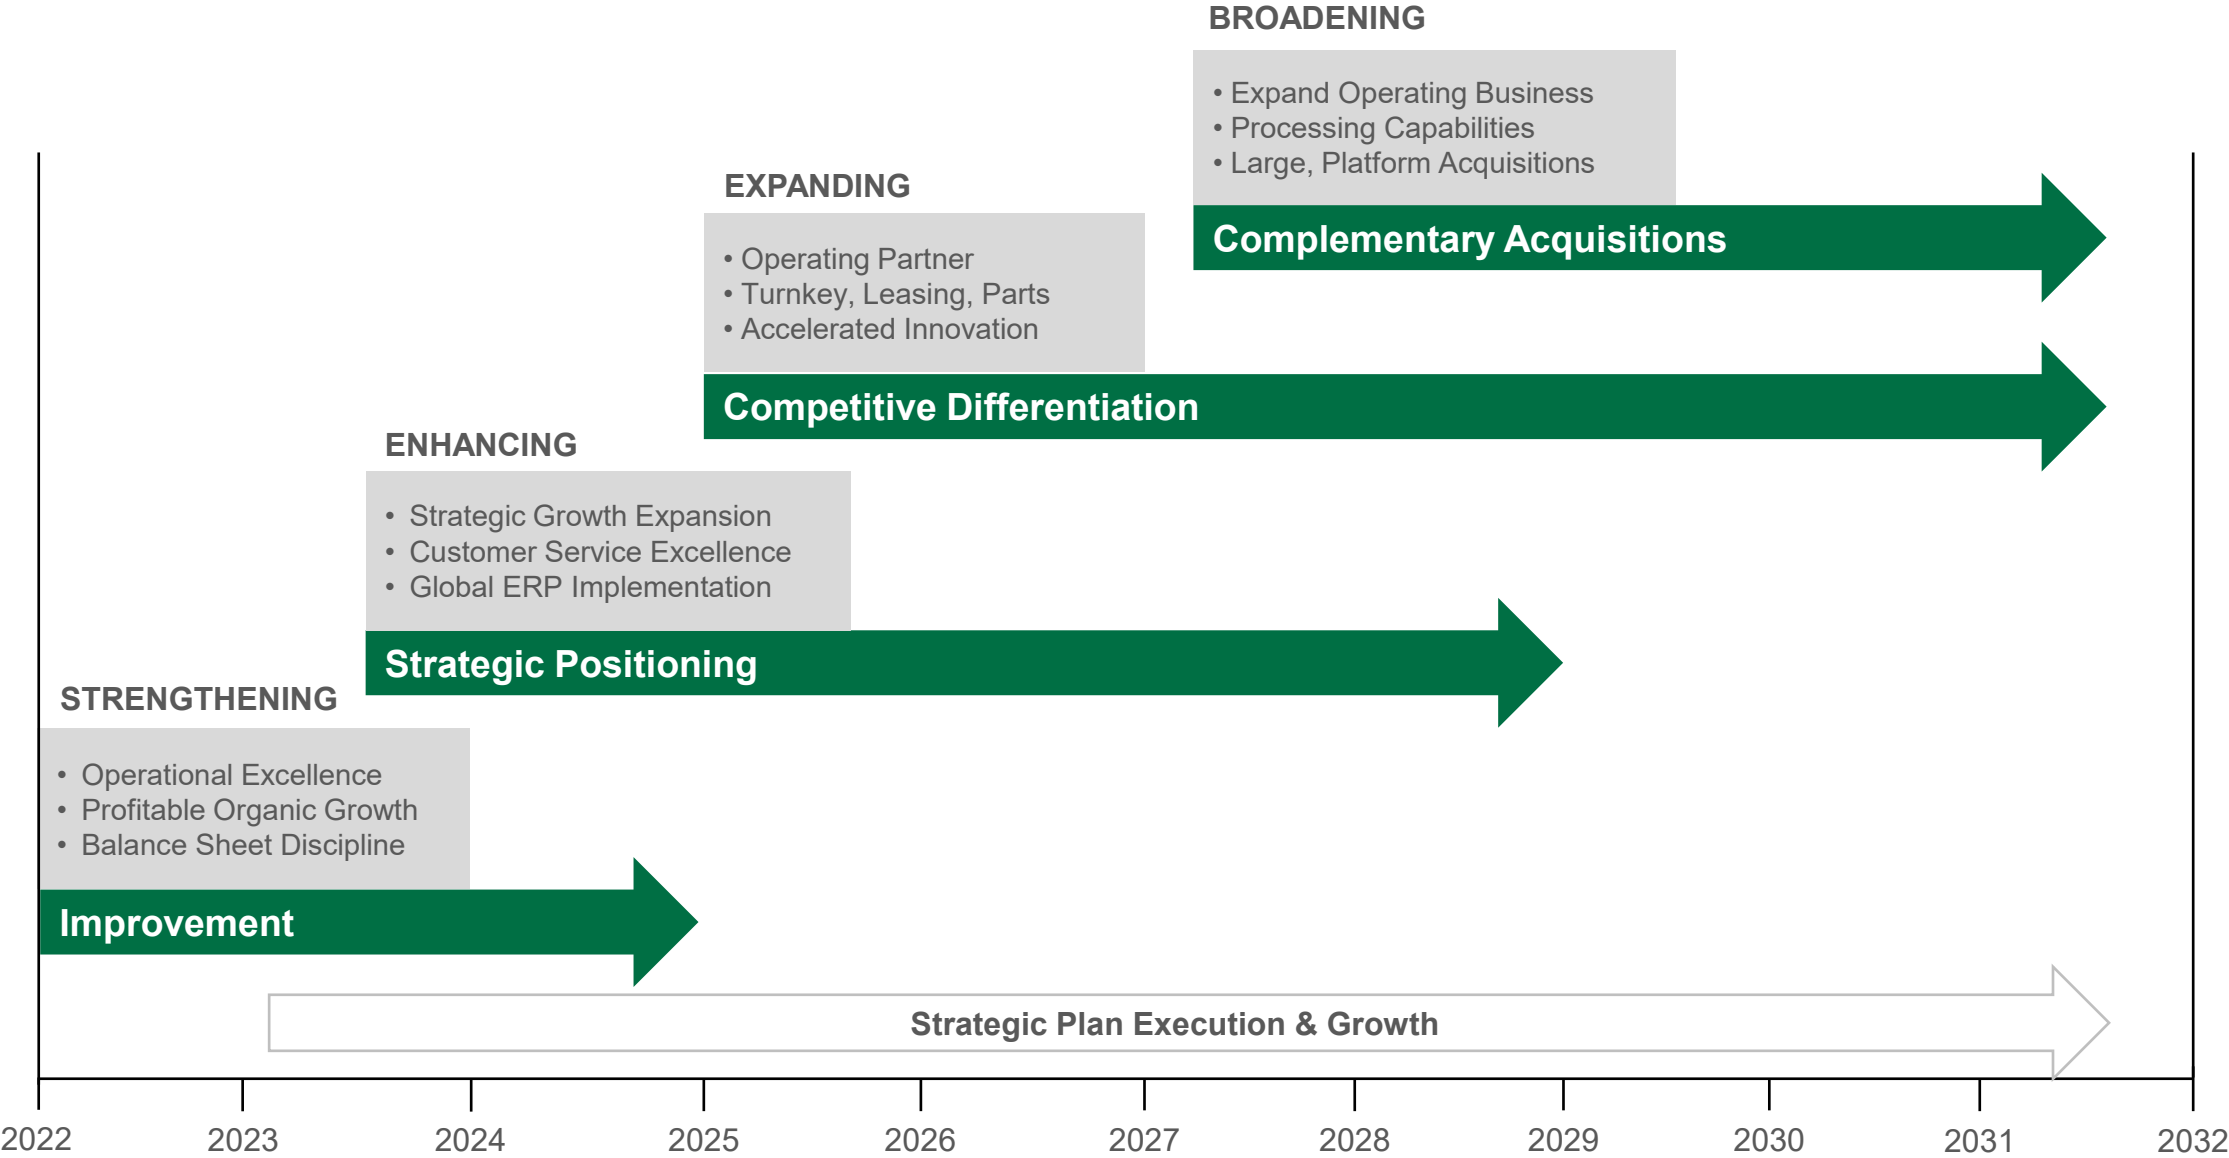 BROADENING
• Expand Operating Business
• Processing Capabilities
• Large, Platform Acquisitions
Complementary Acquisitions
EXPANDING
• Operating Partner
• Turnkey, Leasing, Parts
• Accelerated Innovation
Competitive Differentiation
ENHANCING
• Strategic Growth Expansion
• Customer Service Excellence
• Global ERP Implementation
Strategic Positioning
STRENGTHENING
• Operational Excellence
• Profitable Organic Growth
• Balance Sheet Discipline
Improvement
Strategic Plan Execution & Growth
2022 2023 2024 2025 2026 2027 2028 2029 2030 2031 2032